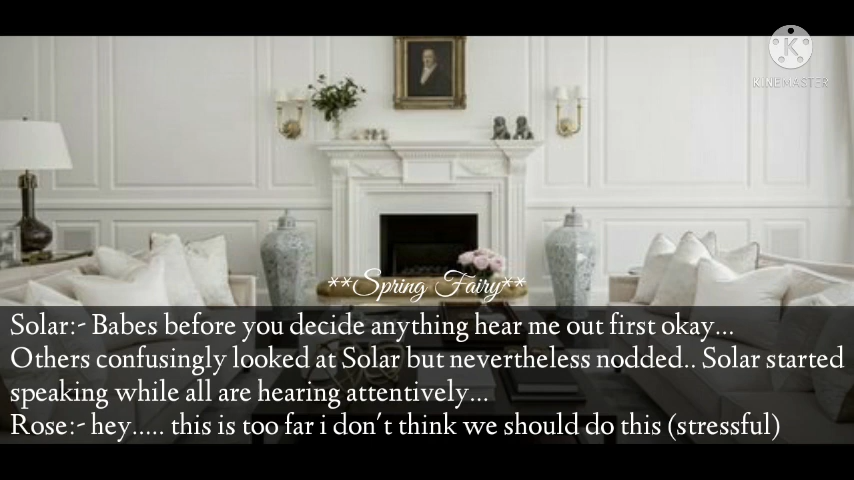 KINEMASTER
**Spring Fairy**
Solar:- Babes before you decide anything hear me out first okay...
Others confusingly looked at Solar but nevertheless nodded.. Solar started
speaking while all are hearing attentively...
Rose:- hey..... this is too far i don't think we should do this (stressful)